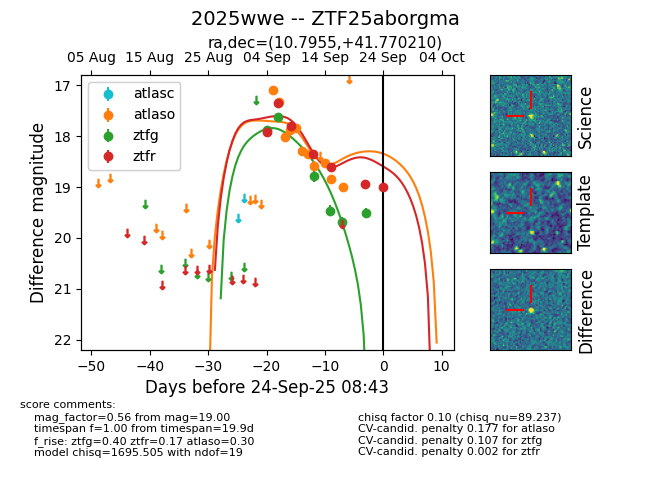 2025wwe -- ZTF25aborgma
ra,dec=(10.7955,+41.770210)
05 Aug 15 Aug 25 Aug 04 Sep 14 Sep 24 Sep 04 Oct
17
18
19
20
21
22
Difference magnitude
atlasc
atlaso
ztfg
ztfr
−50 −40 −30 −20 −10 0 10
Days before 24-Sep-25 08:43
Science
Template
Difference
score comments:
mag_factor=0.56 from mag=19.00
timespan f=1.00 from timespan=19.9d
f_rise: ztfg=0.40 ztfr=0.17 atlaso=0.30
model chisq=1695.505 with ndof=19
chisq factor 0.10 (chisq_nu=89.237)
CV-candid. penalty 0.177 for atlaso
CV-candid. penalty 0.107 for ztfg
CV-candid. penalty 0.002 for ztfr